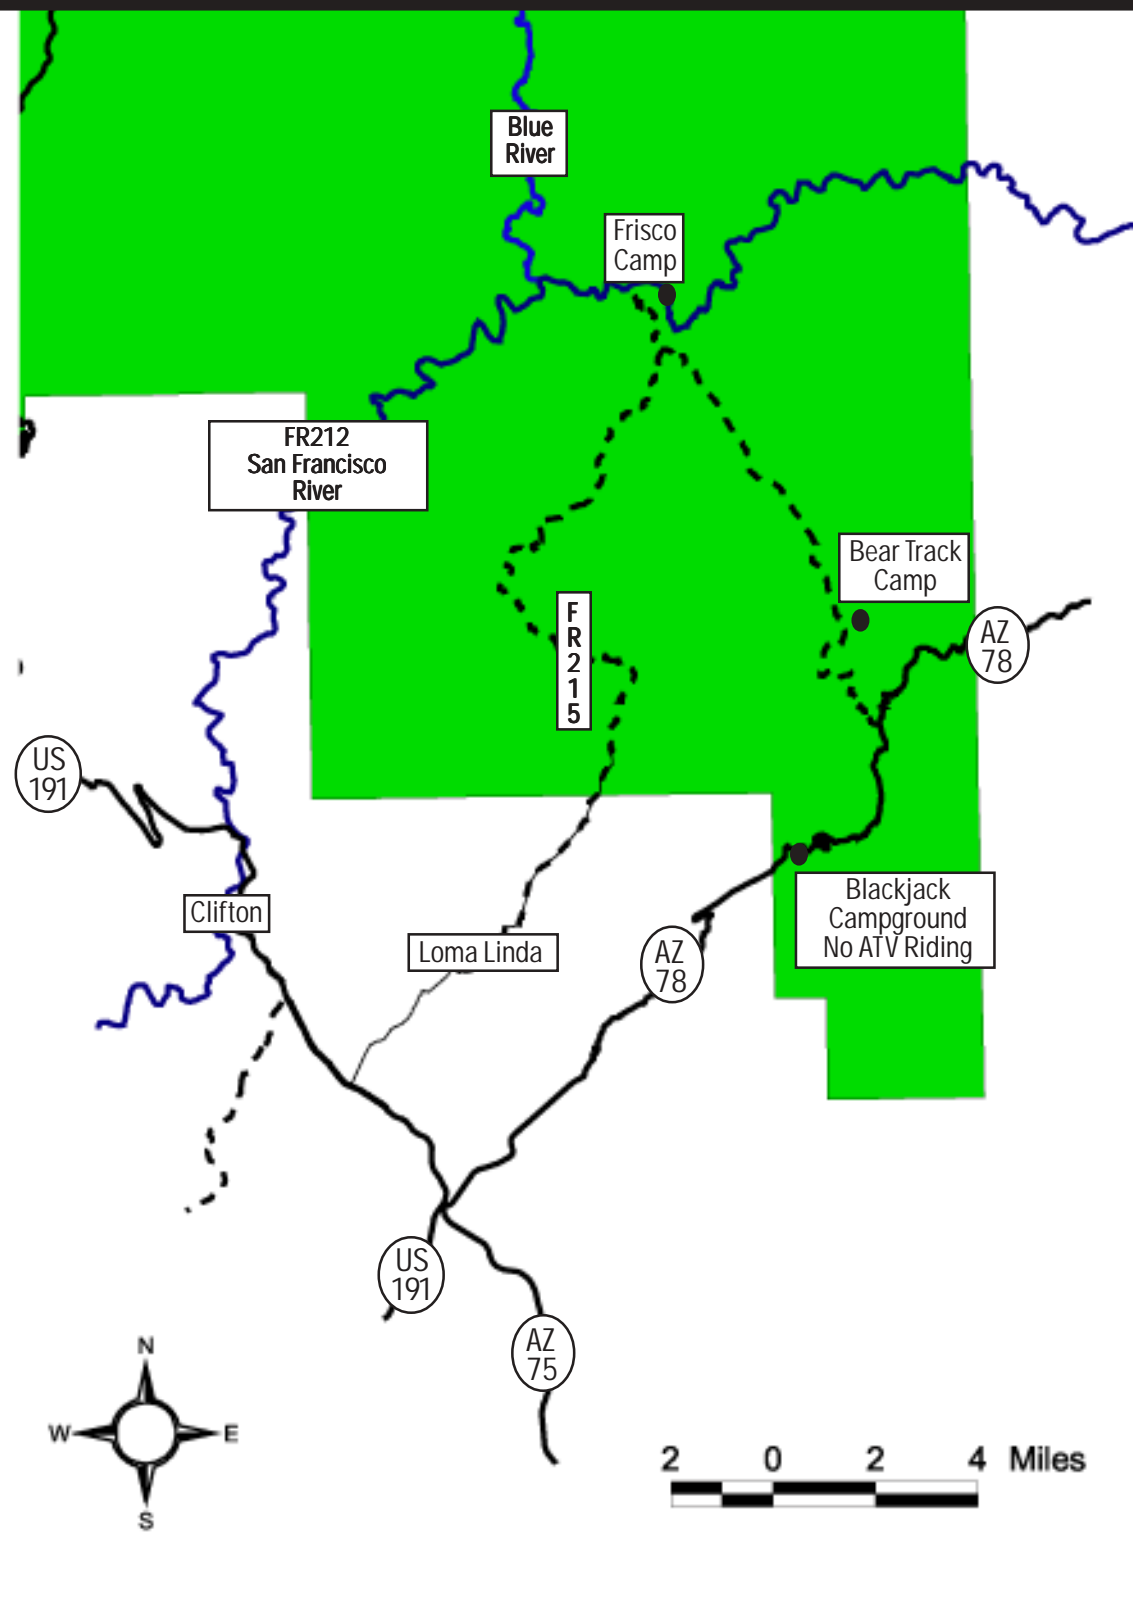 Blue
River
Frisco
Camp
FR212
San Francisco
River
Bear Track
Camp
F
R
2
1
5
AZ
78
US
191
Blackjack
Campground
No ATV Riding
Clifton
Loma Linda
AZ
78
US
191
AZ
75
N
W E
S
2 0 2 4 Miles